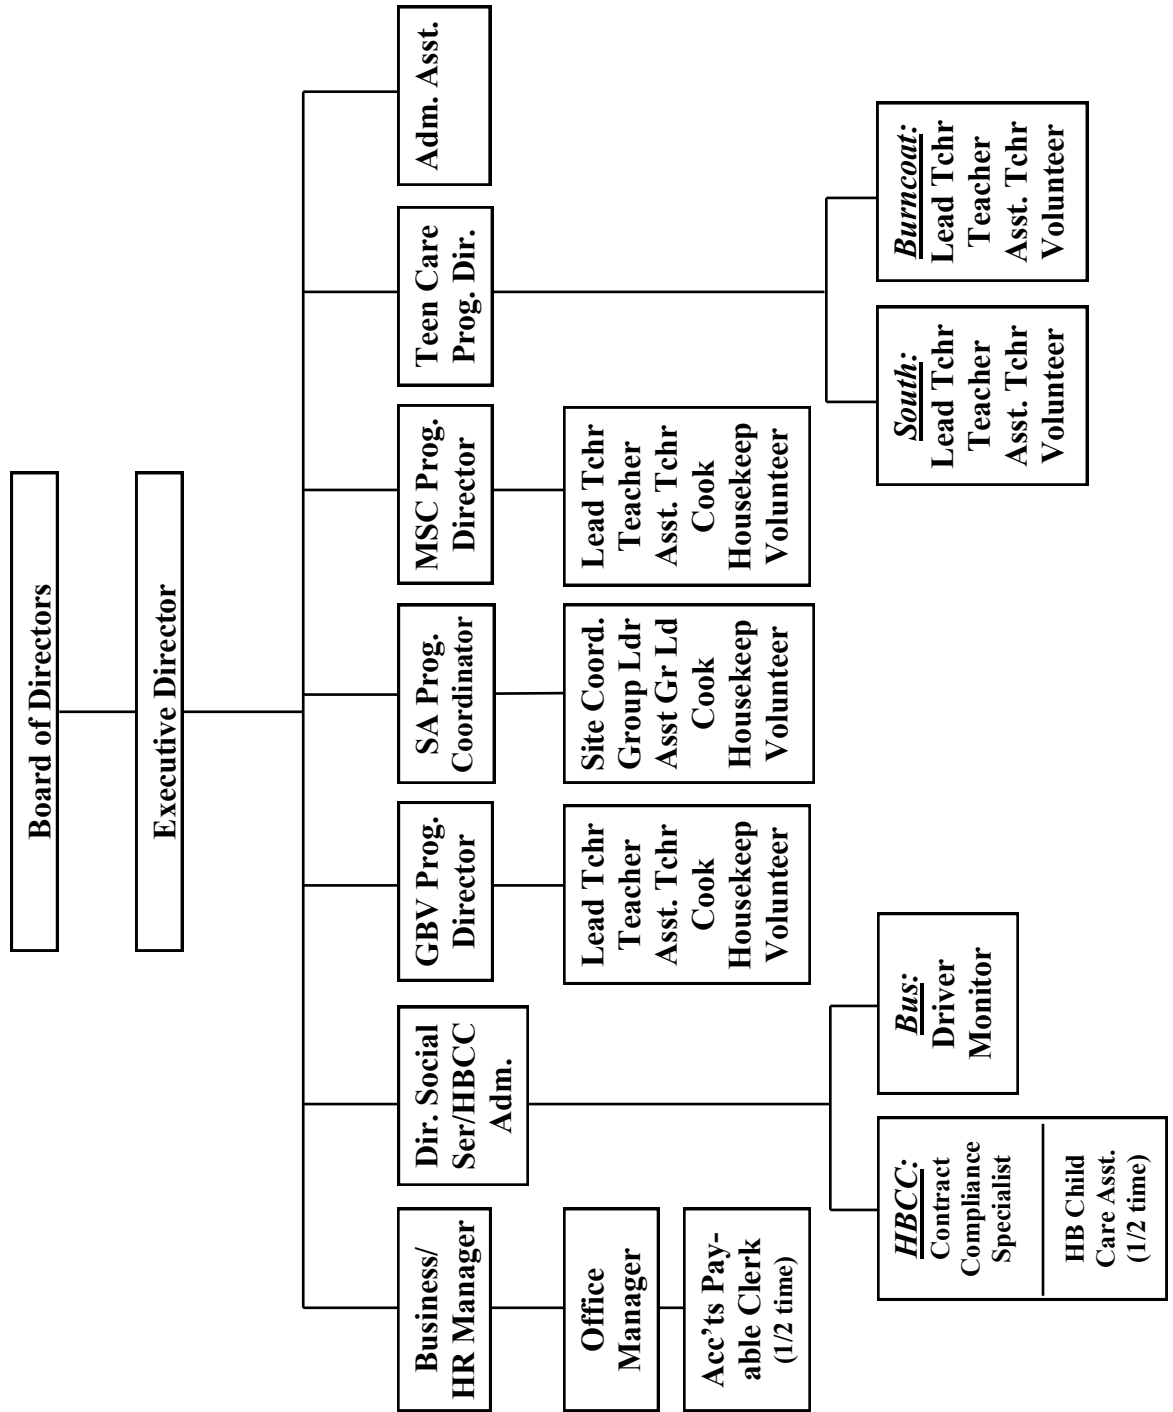 Board of Directors
Executive Director
Business/
HR Manager
Dir. Social
Ser/HBCC
Adm.
GBV Prog.
Director
SA Prog.
Coordinator
MSC Prog.
Director
Teen Care
Prog. Dir.
Adm. Asst.
Office
Manager
Acc’ts Pay-
able Clerk
(1/2 time)
Lead Tchr
Teacher
Asst. Tchr
Cook
Housekeep
Volunteer
Site Coord.
Group Ldr
Asst Gr Ld
Cook
Housekeep
Volunteer
Lead Tchr
Teacher
Asst. Tchr
Cook
Housekeep
Volunteer
HBCC:
Contract
Compliance
Specialist
HB Child
Care Asst.
(1/2 time)
Bus:
Driver
Monitor
South:
Lead Tchr
Teacher
Asst. Tchr
Volunteer
Burncoat:
Lead Tchr
Teacher
Asst. Tchr
Volunteer